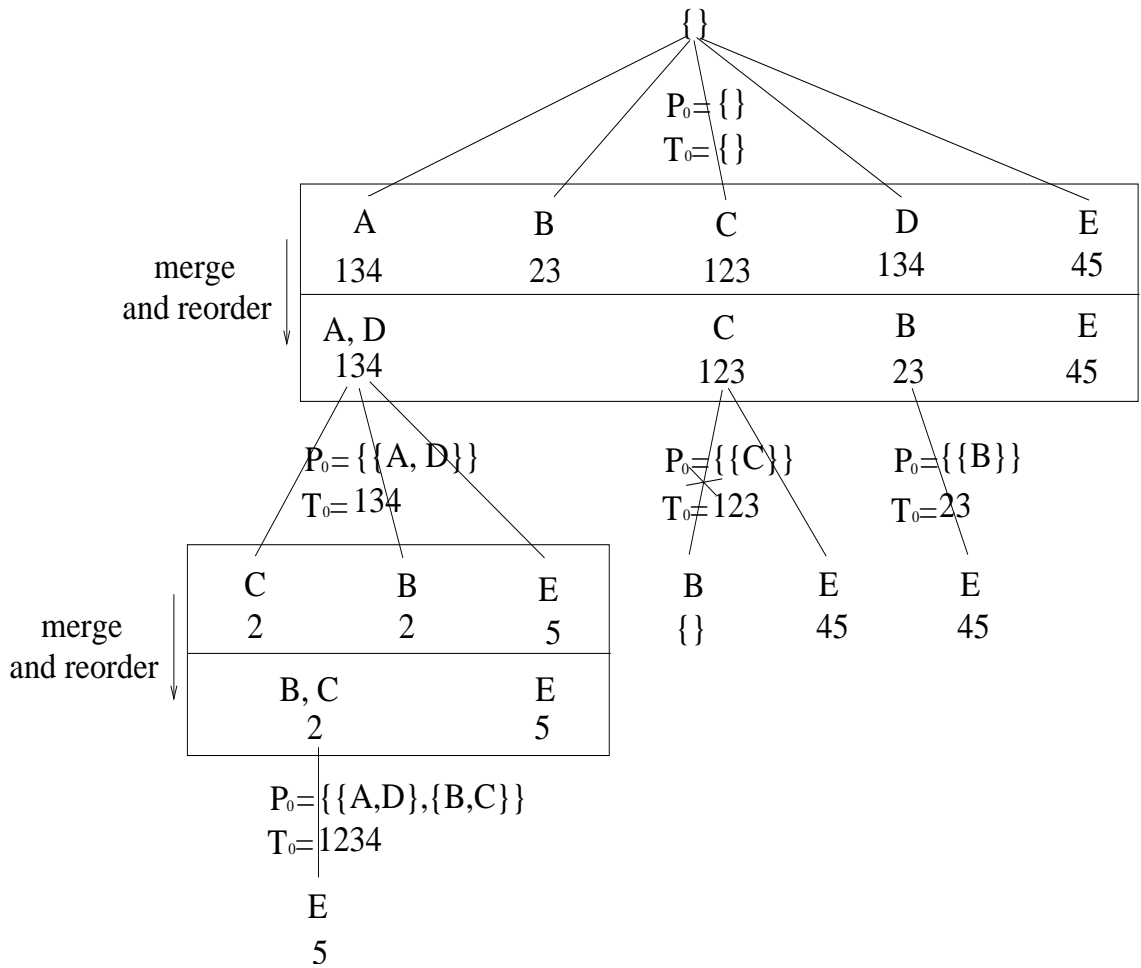 {}
P₀={}
T₀={}
A B C D E
134 23 123 134 45
merge
and reorder
A, D C B E
134 123 23 45
P₀={{A, D}} P₀={{C}} P₀={{B}}
T₀=134 T₀=123 T₀=23
C B E B E E
2 2 5 {} 45 45
merge
and reorder
B, C E
2 5
P₀={{A,D},{B,C}}
T₀=1234
E
5